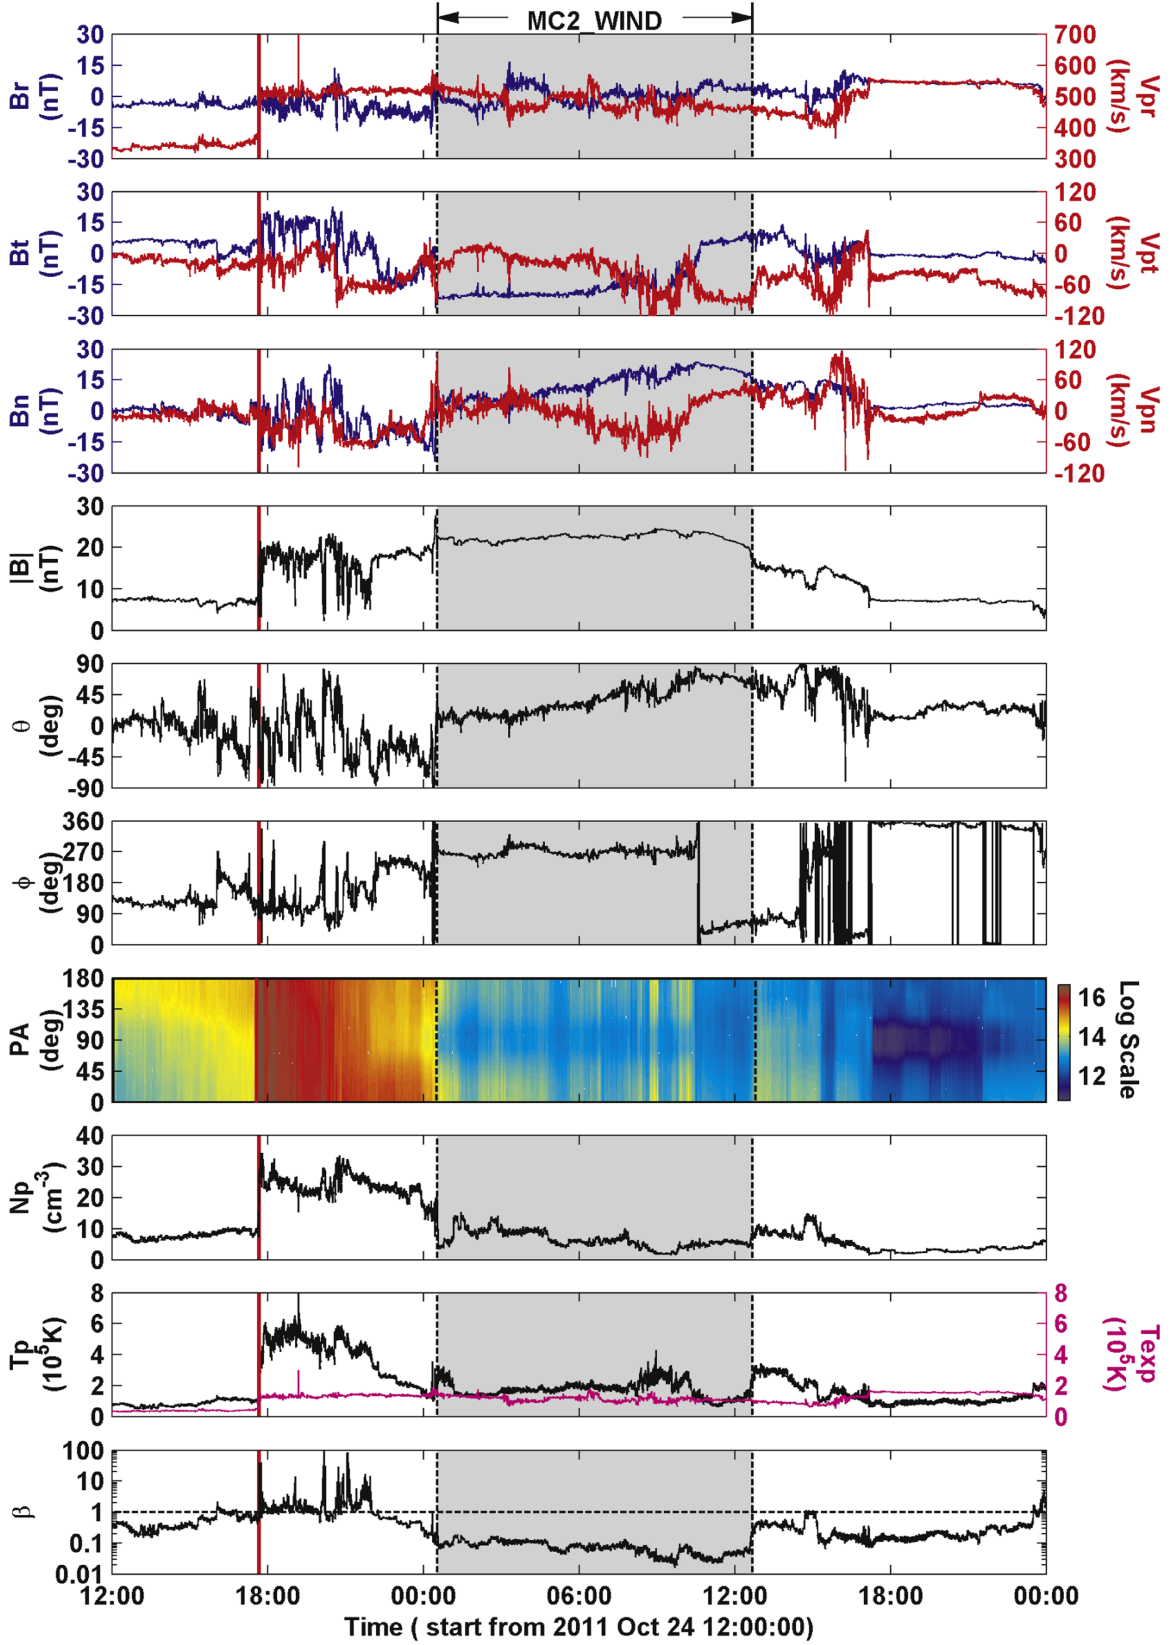 MC2_WIND
30
15
0
-15
-30
Br
(nT)
700
600
500
400
300
Vpr
(km/s)
30
15
0
-15
-30
Bt
(nT)
120
60
0
-60
-120
Vpt
(km/s)
30
15
0
-15
-30
Bn
(nT)
120
60
0
-60
-120
Vpn
(km/s)
30
20
10
0
|B|
(nT)
90
45
0
-45
-90
θ
(deg)
360
270
180
90
0
ϕ
(deg)
180
135
90
45
0
PA
(deg)
16
14
12
Log Scale
40
30
20
10
0
Np
(cm-3)
8
6
4
2
0
Tp
(10^5K)
8
6
4
2
0
Texp
(10^5K)
100
10
1
0.1
0.01
β
12:00 18:00 00:00 06:00 12:00 18:00 00:00
Time ( start from 2011 Oct 24 12:00:00)